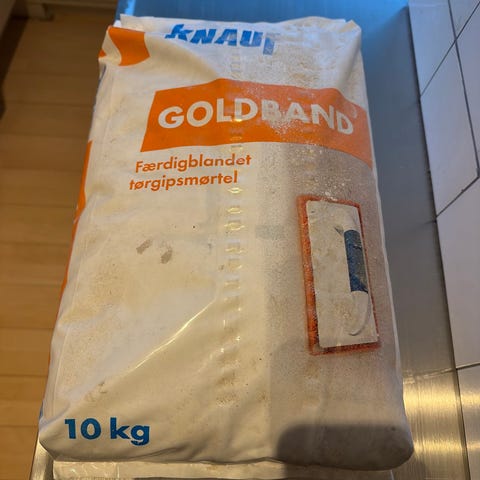 KNAUF
GOLDBAND
Færdigblandet
tørgipsmørtel
10 kg